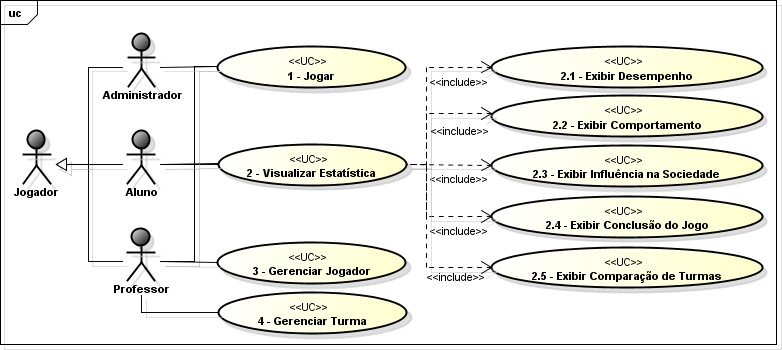 uc
Administrador
Jogador
Aluno
Professor
<<UC>>
1 - Jogar
<<UC>>
2 - Visualizar Estatística
<<UC>>
3 - Gerenciar Jogador
<<UC>>
4 - Gerenciar Turma
<<include>>
<<include>>
<<include>>
<<include>>
<<include>>
<<UC>>
2.1 - Exibir Desempenho
<<UC>>
2.2 - Exibir Comportamento
<<UC>>
2.3 - Exibir Influência na Sociedade
<<UC>>
2.4 - Exibir Conclusão do Jogo
<<UC>>
2.5 - Exibir Comparação de Turmas